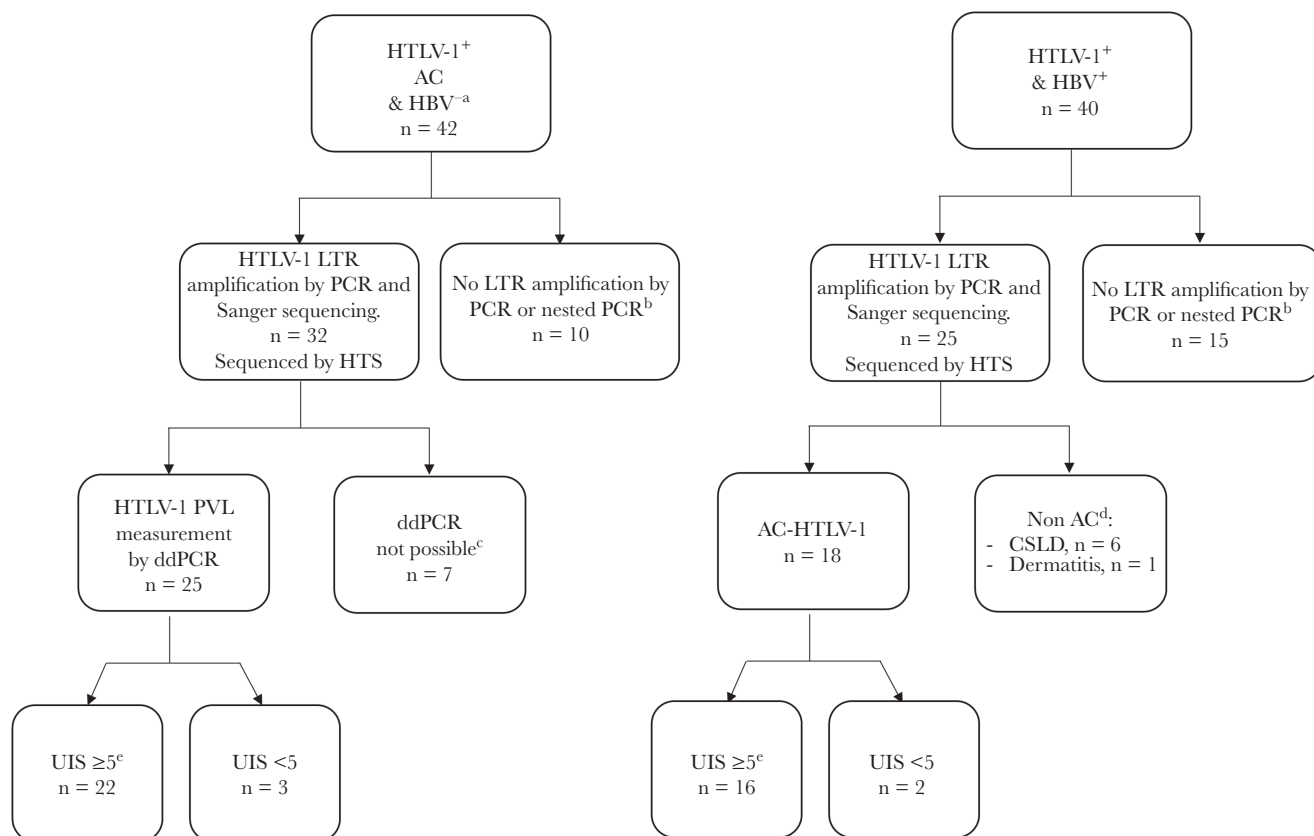 HTLV-1⁺
AC
& HBV⁻ᵃ
n = 42
HTLV-1⁺
& HBV⁺
n = 40
HTLV-1 LTR
amplification by PCR and
Sanger sequencing.
n = 32
Sequenced by HTS
No LTR amplification by
PCR or nested PCRᵇ
n = 10
HTLV-1 LTR
amplification by PCR and
Sanger sequencing.
n = 25
Sequenced by HTS
No LTR amplification by
PCR or nested PCRᵇ
n = 15
HTLV-1 PVL
measurement
by ddPCR
n = 25
ddPCR
not possibleᶜ
n = 7
AC-HTLV-1
n = 18
Non ACᵈ:
- CSLD, n = 6
- Dermatitis, n = 1
UIS ≥5ᵉ
n = 22
UIS <5
n = 3
UIS ≥5ᵉ
n = 16
UIS <5
n = 2